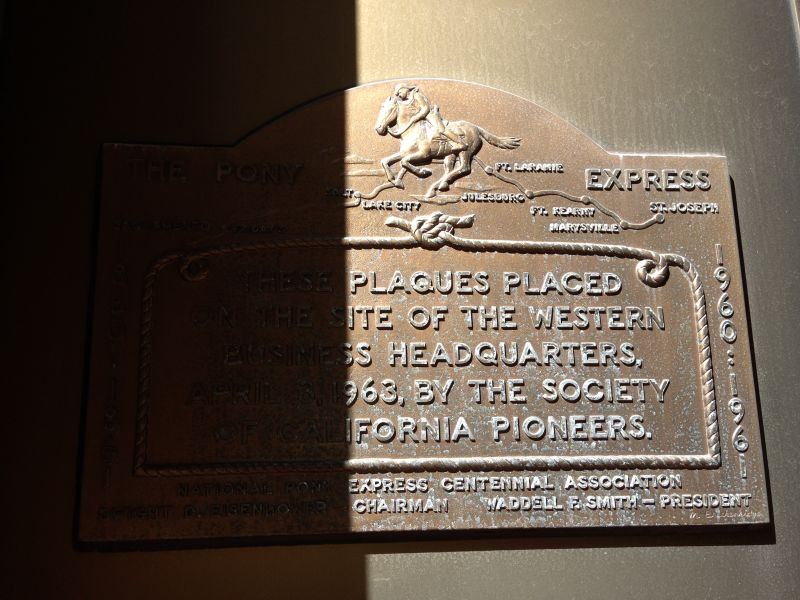 THE PONY EXPRESS
FT. LARAMIE
SALT
LAKE CITY
JULESBURG
FT. KEARNY
MARYSVILLE
ST. JOSEPH
SACRAMENTO
THESE PLAQUES PLACED
ON THE SITE OF THE WESTERN
BUSINESS HEADQUARTERS,
APRIL 3, 1963, BY THE SOCIETY
OF CALIFORNIA PIONEERS.
1960 : 1961
NATIONAL PONY EXPRESS CENTENNIAL ASSOCIATION
DWIGHT D. EISENHOWER - CHAIRMAN WADDELL F. SMITH - PRESIDENT